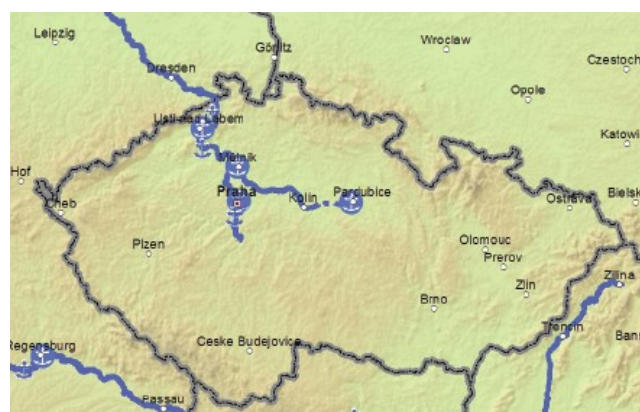 Leipzig
Görlitz
Wroclaw
Czestoch
Dresden
Opole
Usti nad Labem
Katowi
Hof
Melnik
Cheb
Praha
Kolin
Pardubice
Ostrava
Bielsk
Plzen
Olomouc
Prerov
Zlin
Zilina
Brno
Trencin
Bans
Regensburg
Ceske Budejovice
Passau